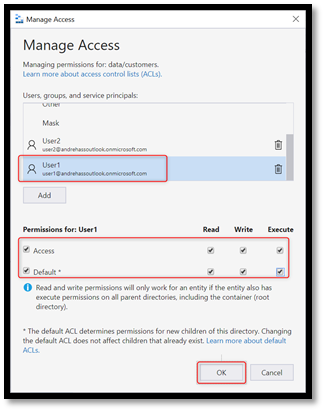 Manage Access
Managing permissions for: data/customers.
Learn more about access control lists (ACLs).
Users, groups, and service principals:
Other
Mask
User2
user2@andrehassoutlook.onmicrosoft.com
User1
user1@andrehassoutlook.onmicrosoft.com
Add
Permissions for: User1 Read Write Execute
Access
Default *
Read and write permissions will only work for an entity if the entity also has
execute permissions on all parent directories, including the container (root
directory).
* The default ACL determines permissions for new children of this directory. Changing
the default ACL does not affect children that already exist. Learn more about default
ACLs.
OK Cancel